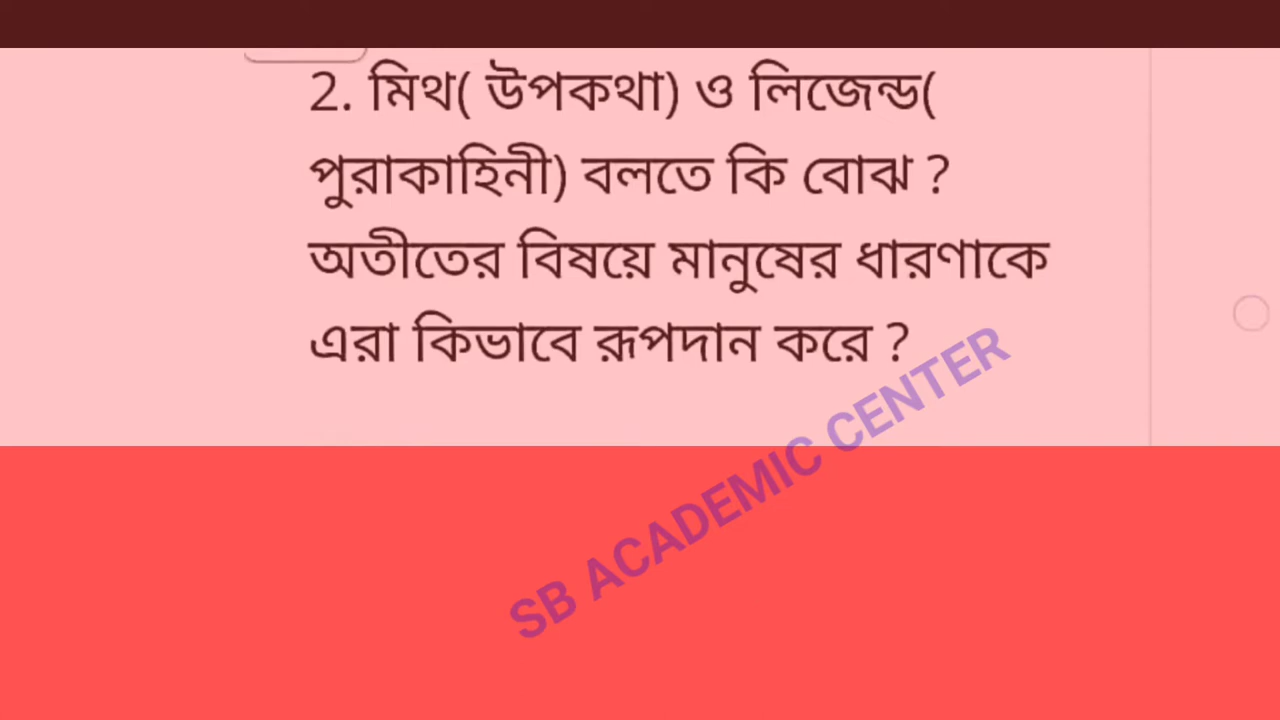 2. মিথ( উপকথা) ও লিজেন্ড(
পুরাকাহিনী) বলতে কি বোঝ ?
অতীতের বিষয়ে মানুষের ধারণাকে
এরা কিভাবে রূপদান করে ?
SB ACADEMIC CENTER